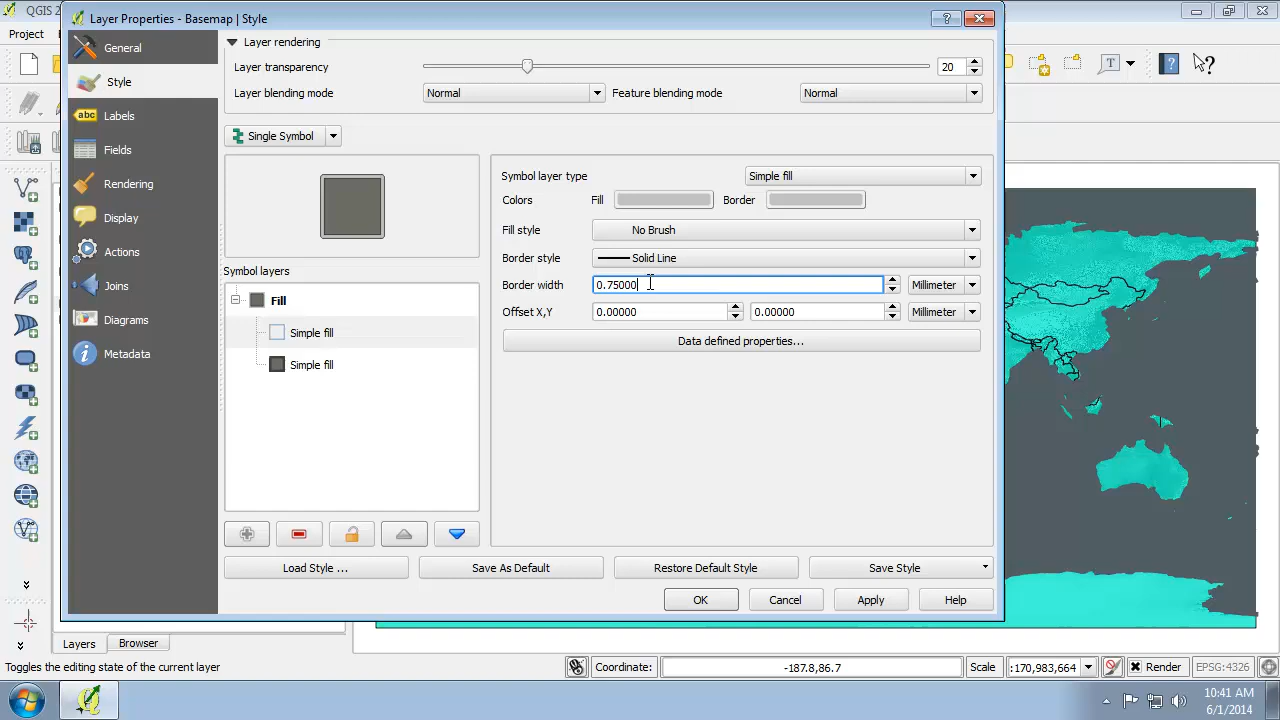 QGIS 2
Layer Properties - Basemap | Style
Project
General
Style
Labels
Fields
Rendering
Display
Actions
Joins
Diagrams
Metadata
Layer rendering
Layer transparency
20
Layer blending mode
Normal
Feature blending mode
Normal
Single Symbol
Symbol layers
Fill
Simple fill
Simple fill
Symbol layer type
Simple fill
Colors
Fill
Border
Fill style
No Brush
Border style
Solid Line
Border width
0.75000
Millimeter
Offset X,Y
0.00000
0.00000
Millimeter
Data defined properties...
Load Style ...
Save As Default
Restore Default Style
Save Style
OK
Cancel
Apply
Help
Layers
Browser
Toggles the editing state of the current layer
Coordinate:
-187.8,86.7
Scale
:170,983,664
Render
EPSG:4326
10:41 AM
6/1/2014
abc
T